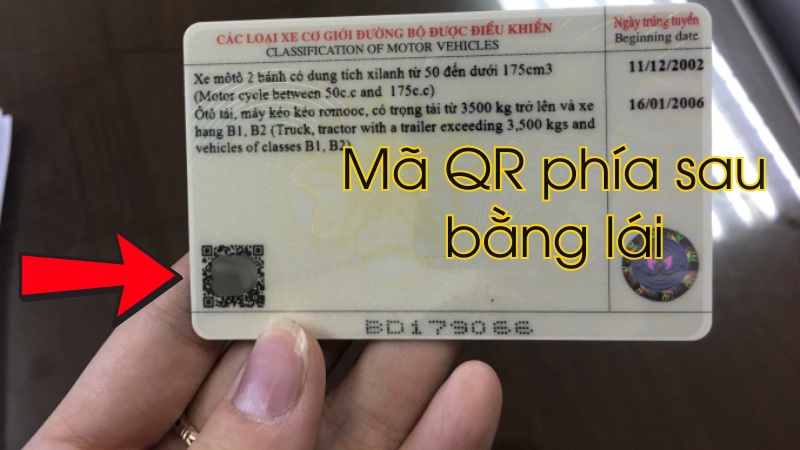 CÁC LOẠI XE CƠ GIỚI ĐƯỜNG BỘ ĐƯỢC ĐIỀU KHIỂN
CLASSIFICATION OF MOTOR VEHICLES
Ngày trúng tuyển
Beginning date
Xe môtô 2 bánh có dung tích xilanh từ 50 đến dưới 175cm3
(Motor cycle between 50c.c and 175c.c)
11/12/2002
Ôtô tải, máy kéo kéo rơmooc, có trọng tải từ 3500 kg trở lên và xe
hạng B1, B2 (Truck, tractor with a trailer exceeding 3,500 kgs and
vehicles of classes B1, B2)
16/01/2006
Mã QR phía sau
bằng lái
BD179066